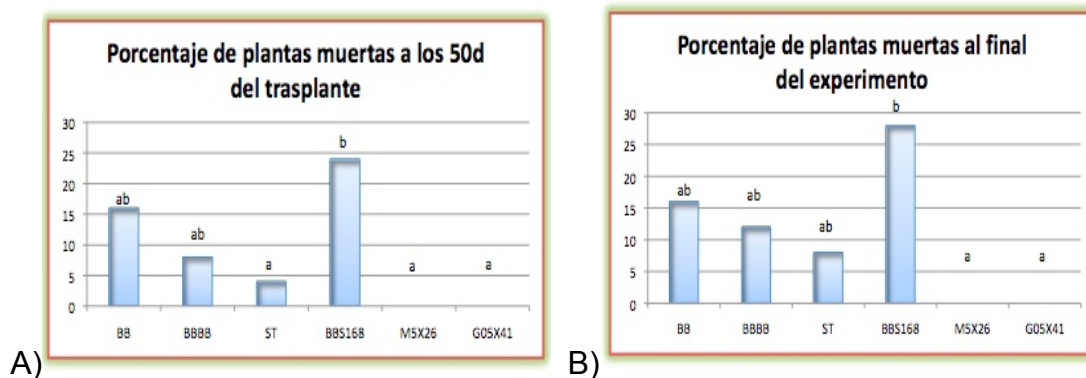 Porcentaje de plantas muertas a los 50d
del trasplante
30
25
20
15
10
5
0
ab
ab
a
b
a
a
BB
BBBB
ST
BBS168
M5X26
G05X41
A)
Porcentaje de plantas muertas al final
del experimento
30
25
20
15
10
5
0
ab
ab
ab
b
a
a
BB
BBBB
ST
BBS168
M5X26
G05X41
B)